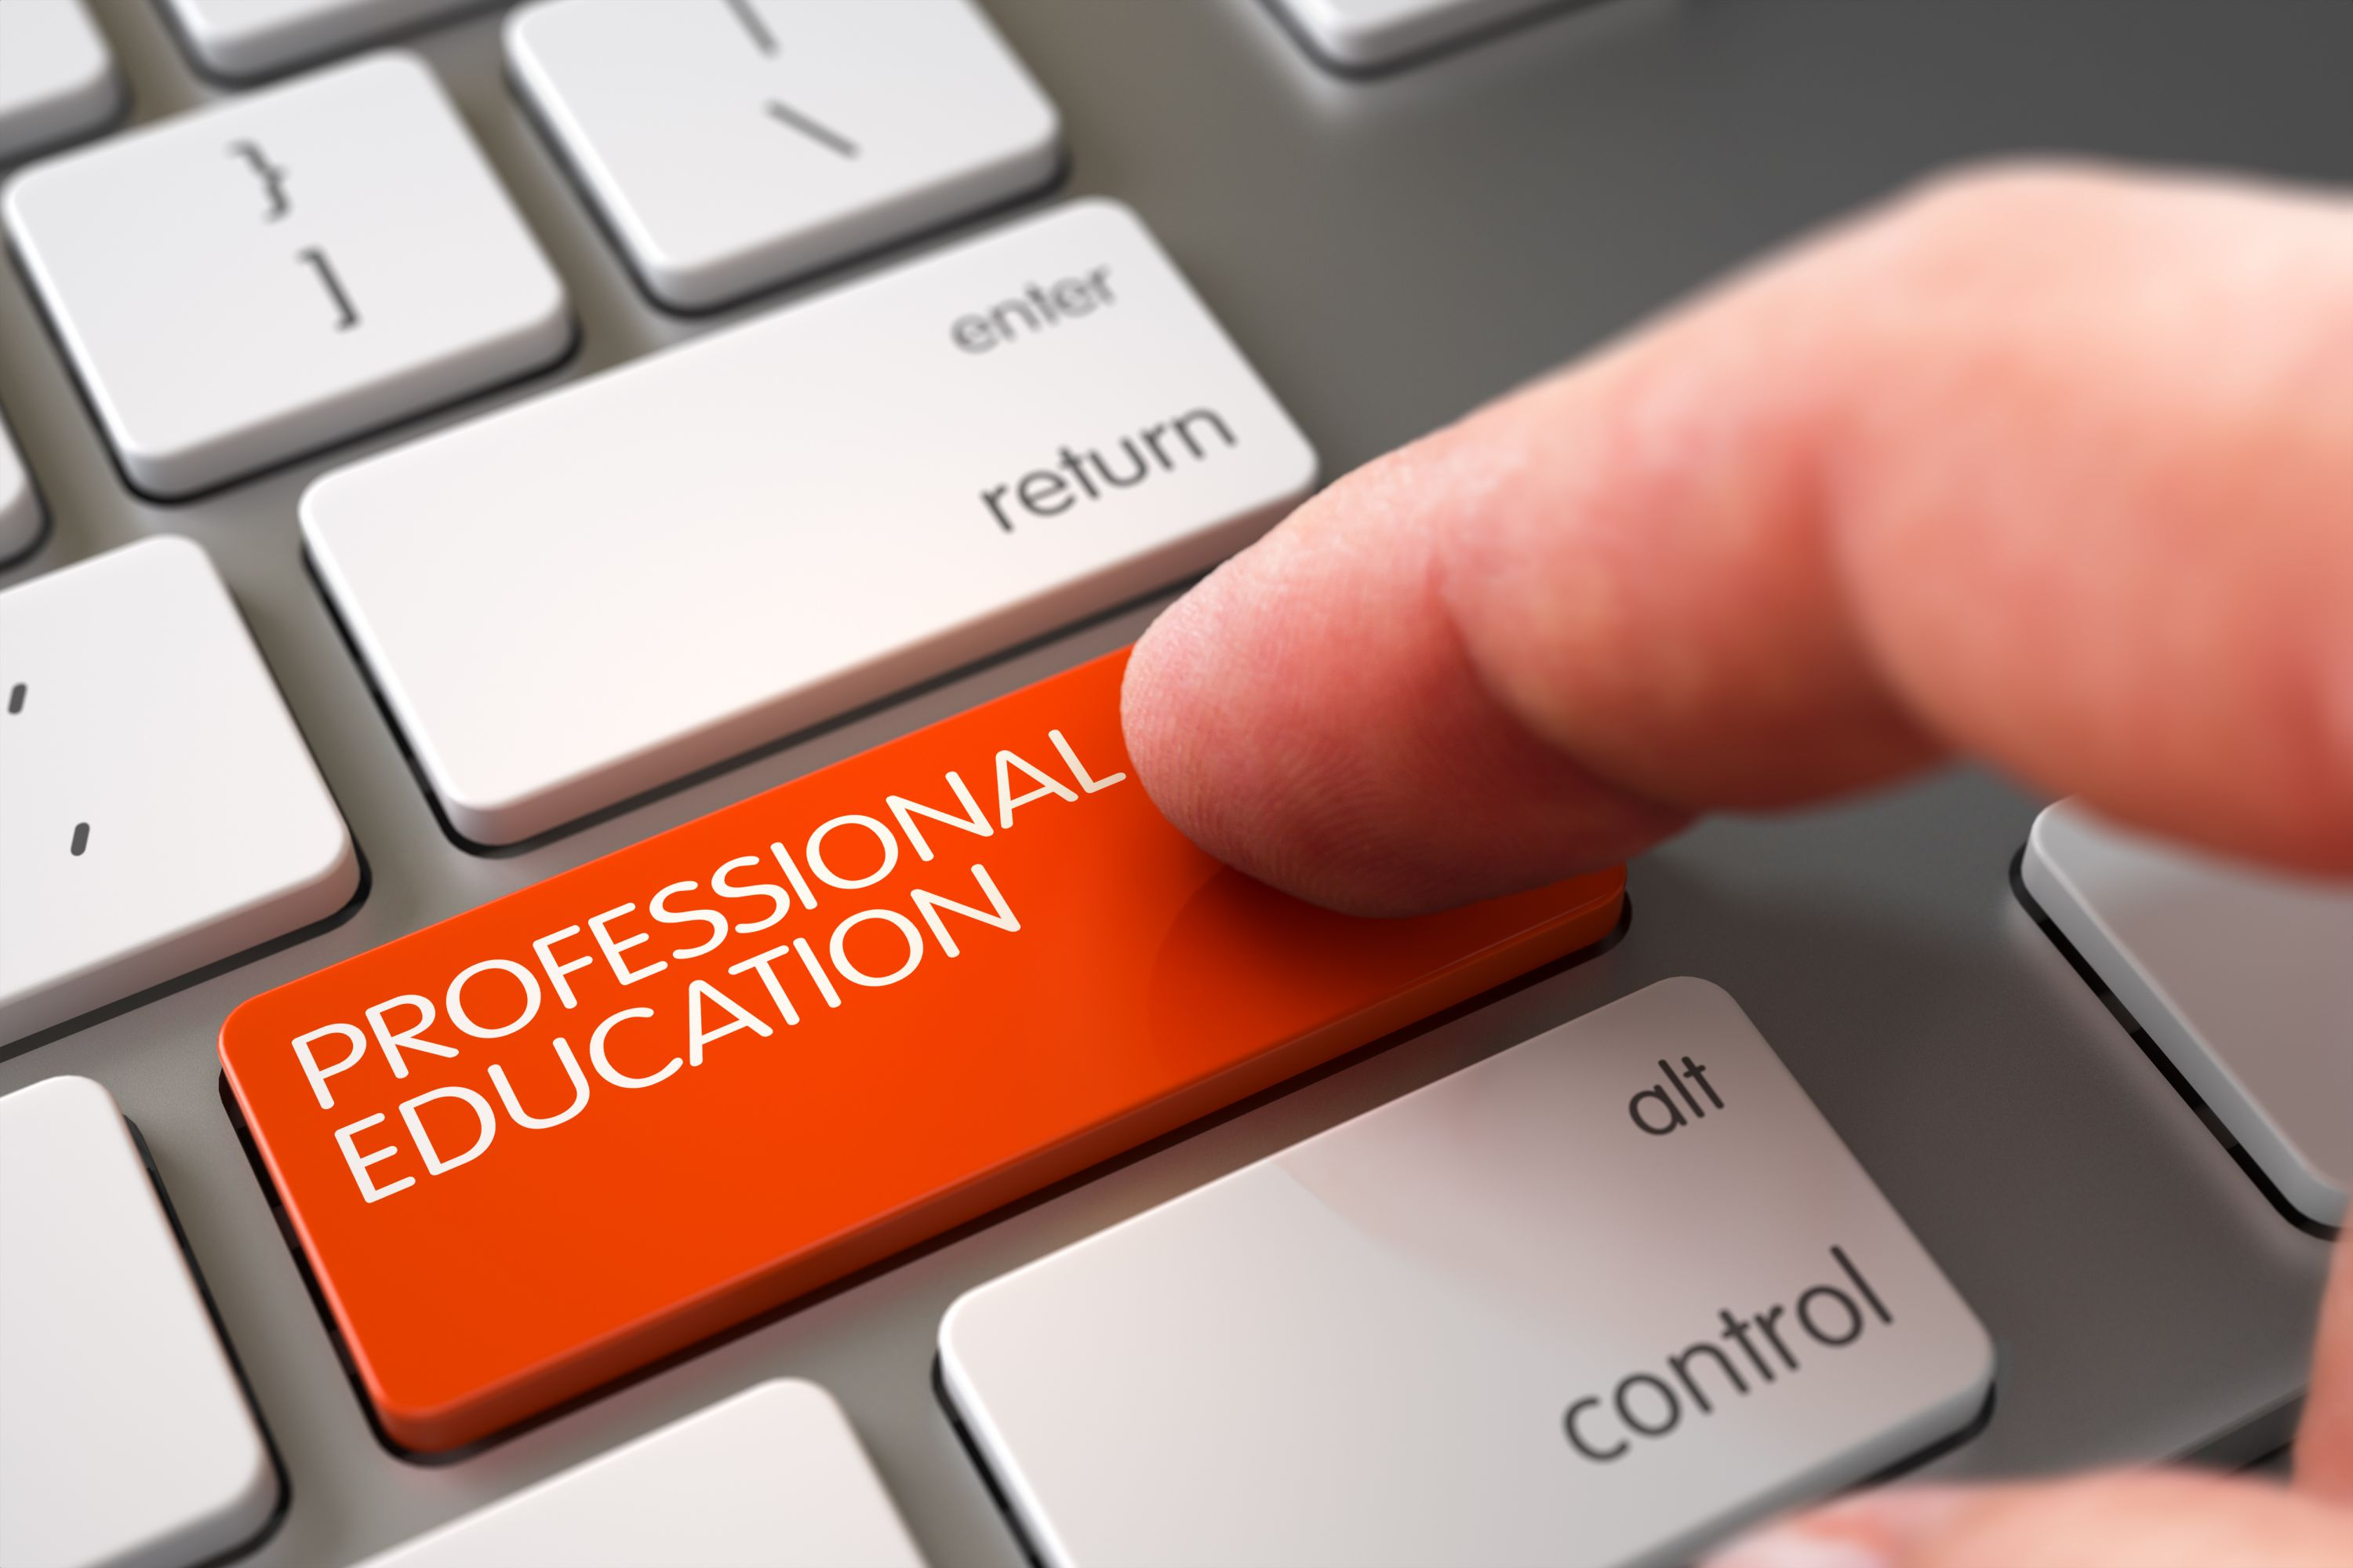 }
]
|
\
enter
return
PROFESSIONAL
EDUCATION
alt
control